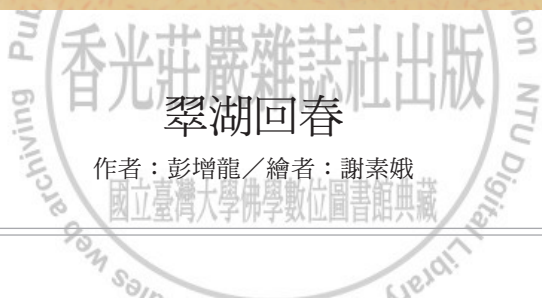 香光莊嚴雜誌社出版
翠湖回春
作者：彭增龍／繪者：謝素娥
國立臺灣大學佛學數位圖書館典藏